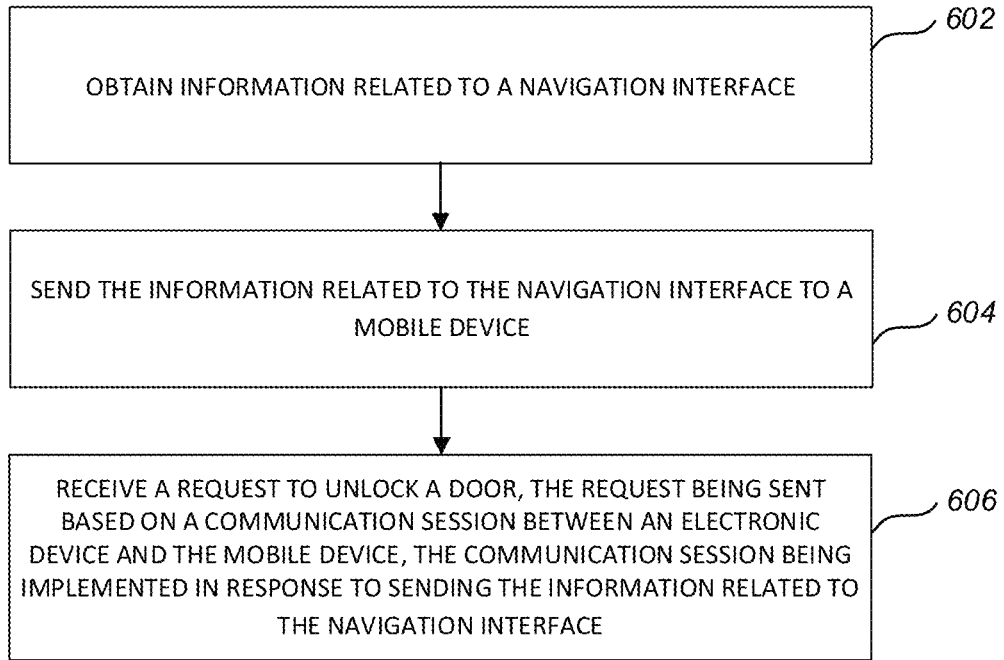 602
OBTAIN INFORMATION RELATED TO A NAVIGATION INTERFACE
SEND THE INFORMATION RELATED TO THE NAVIGATION INTERFACE TO A
MOBILE DEVICE
604
RECEIVE A REQUEST TO UNLOCK A DOOR, THE REQUEST BEING SENT
BASED ON A COMMUNICATION SESSION BETWEEN AN ELECTRONIC
DEVICE AND THE MOBILE DEVICE, THE COMMUNICATION SESSION BEING
IMPLEMENTED IN RESPONSE TO SENDING THE INFORMATION RELATED TO
THE NAVIGATION INTERFACE
606